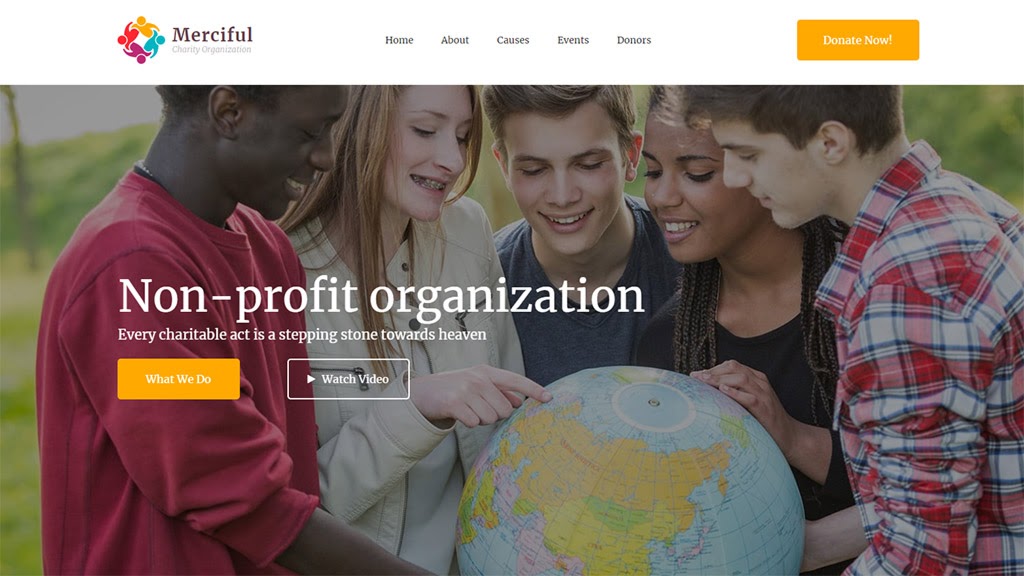 Merciful
Charity Organization
Home
About
Causes
Events
Donors
Donate Now!
Non-profit organization
Every charitable act is a stepping stone towards heaven
What We Do
Watch Video